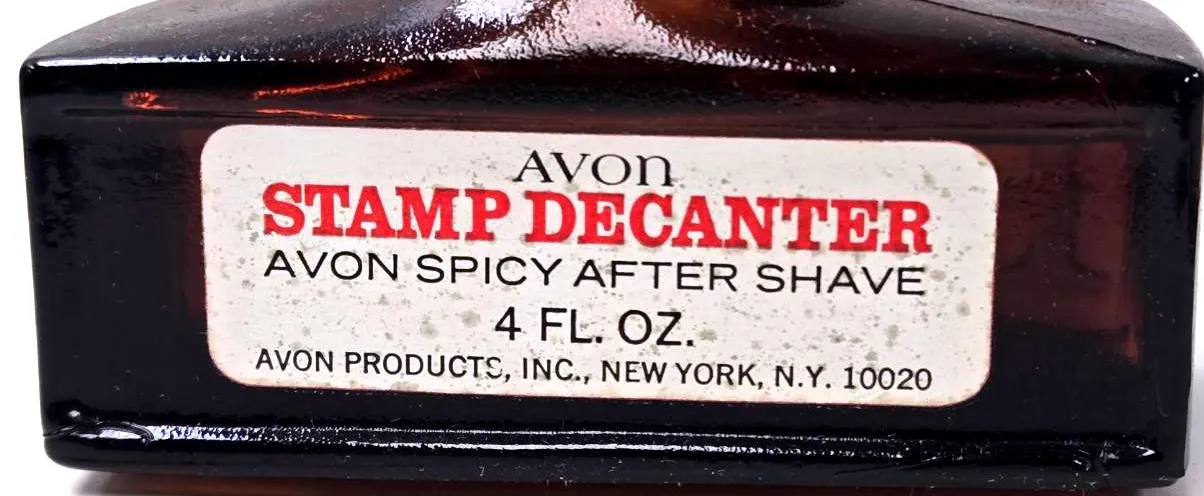 AVON
STAMP DECANTER
AVON SPICY AFTER SHAVE
4 FL. OZ.
AVON PRODUCTS, INC., NEW YORK, N.Y. 10020